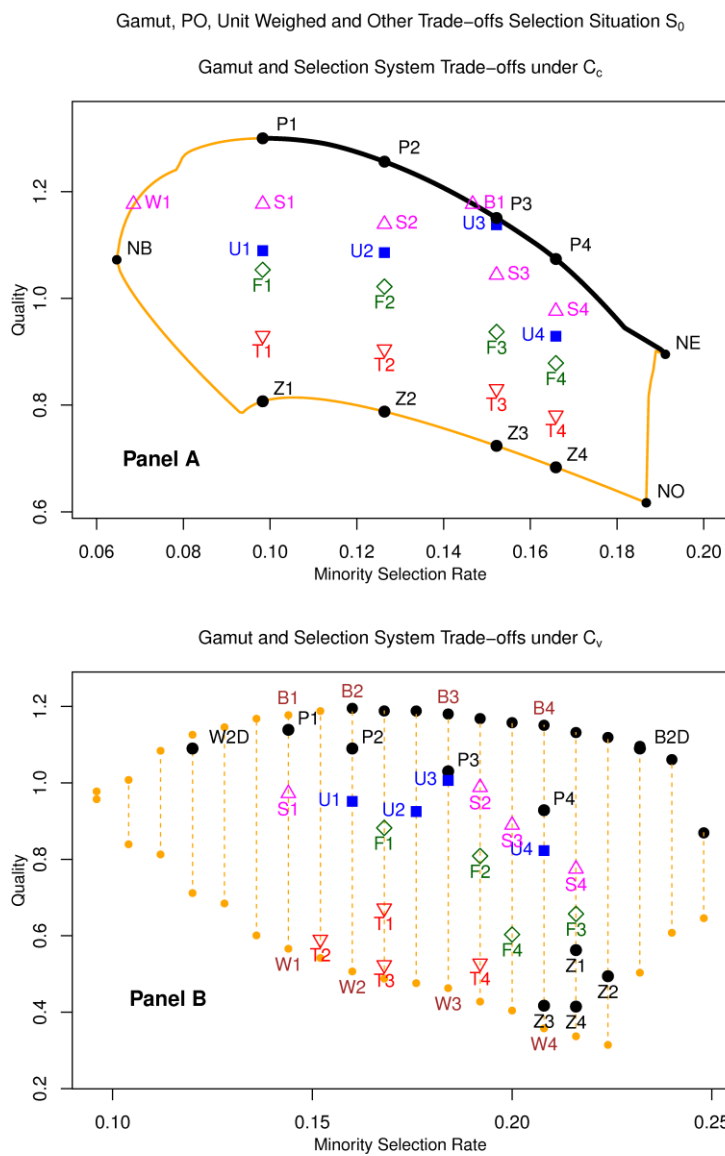 Gamut, PO, Unit Weighed and Other Trade−offs Selection Situation S₀
Gamut and Selection System Trade−offs under C_c
P1
P2
W1 S1 B1 P3
S2 U3
NB U1 U2 P4
F1 F2 S3
S4
T1 T2 F3 U4 NE
F4
Z1 Z2 T3
T4
Z3
Panel A Z4
NO
Quality
0.6 0.8 1.0 1.2
0.06 0.08 0.10 0.12 0.14 0.16 0.18 0.20
Minority Selection Rate
Gamut and Selection System Trade−offs under C_v
B1 B2 B3 B4
W2D P1 P2 B2D
P3
U3
S1 U1 U2 S2 P4
F1 S3 U4
F2 S4
T1 F3
T2 F4
W1 T3 T4 Z1
W2 Z2
Panel B W3 Z3 Z4
W4
Quality
0.2 0.4 0.6 0.8 1.0 1.2
0.10 0.15 0.20 0.25
Minority Selection Rate